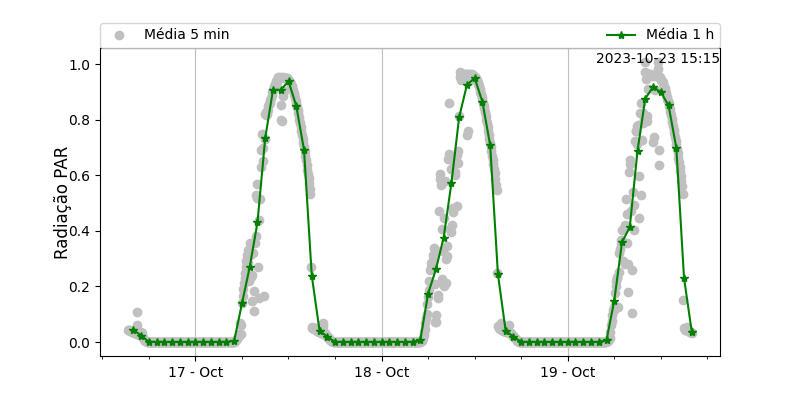 Média 5 min
Média 1 h
2023-10-23 15:15
Radiação PAR
1.0
0.8
0.6
0.4
0.2
0.0
17 - Oct
18 - Oct
19 - Oct